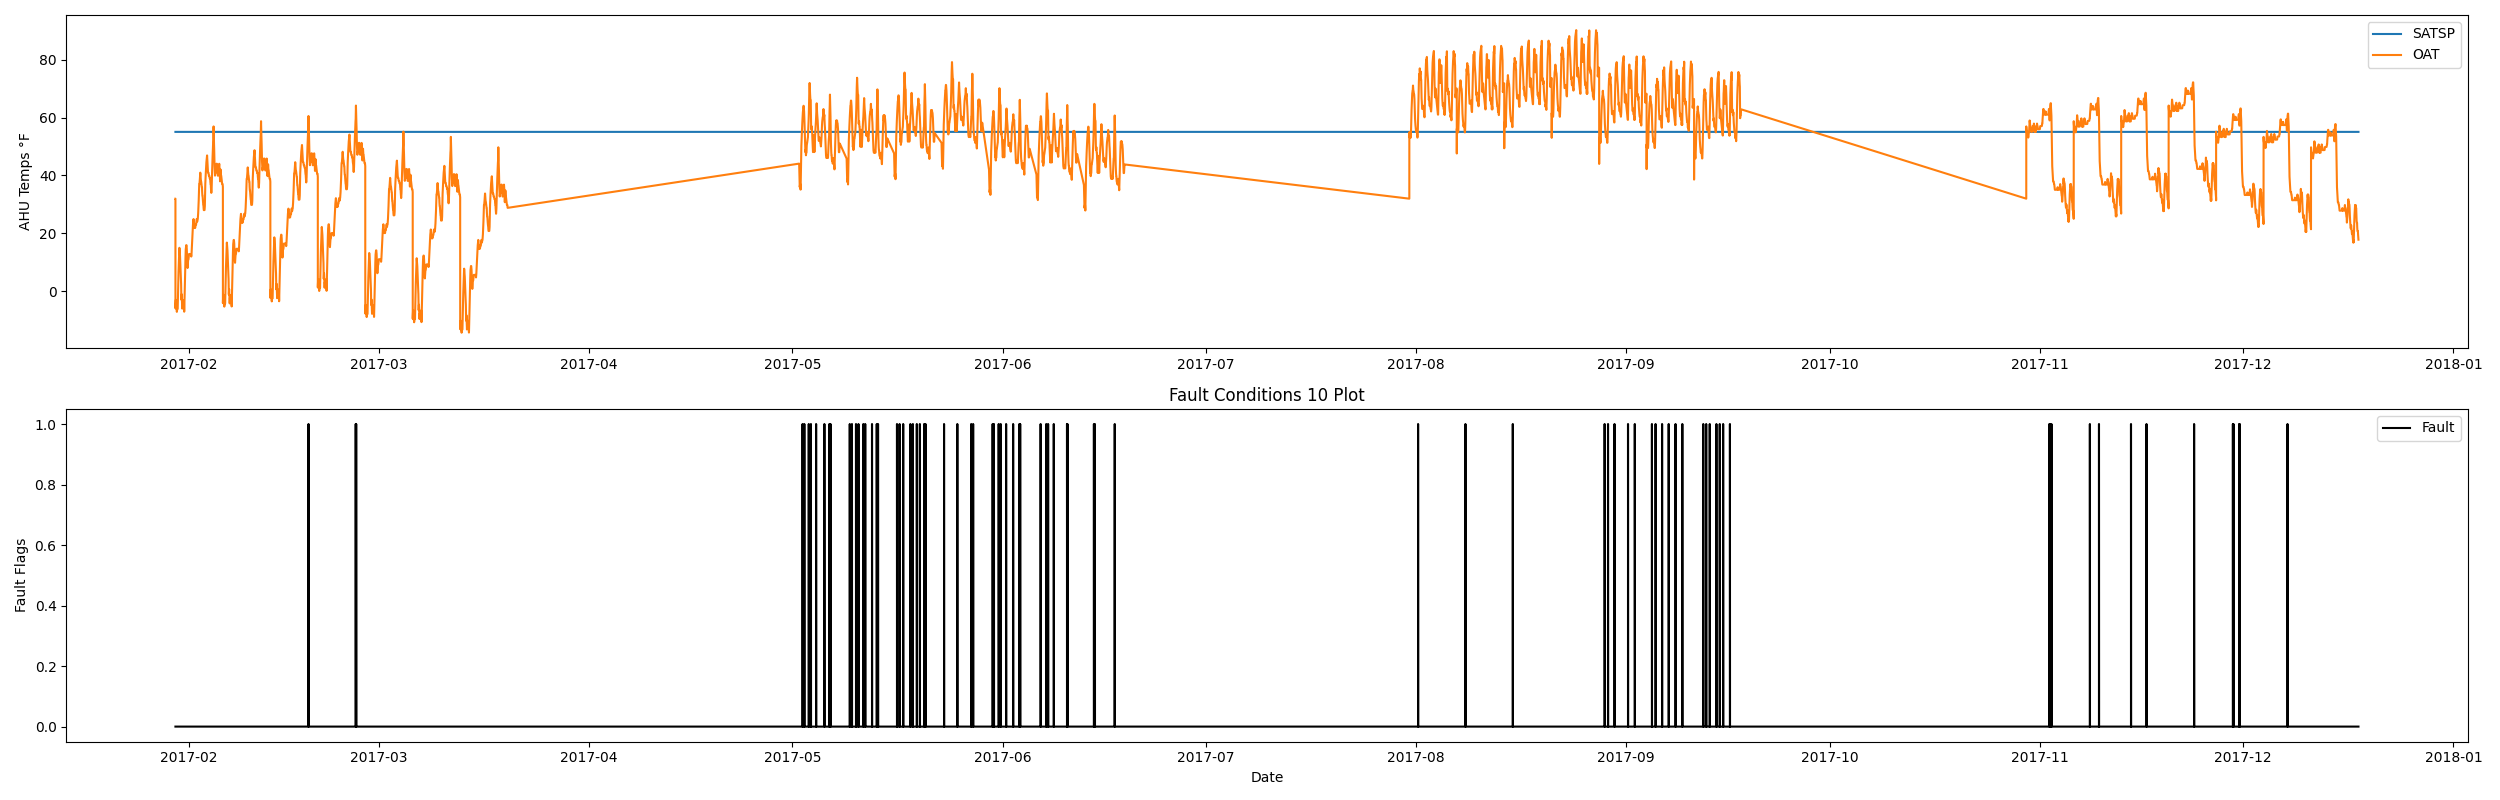 SATSP
OAT
80
60
40
20
0
AHU Temps °F
2017-02 2017-03 2017-04 2017-05 2017-06 2017-07 2017-08 2017-09 2017-10 2017-11 2017-12 2018-01
Fault Conditions 10 Plot
Fault
1.0
0.8
0.6
0.4
0.2
0.0
Fault Flags
2017-02 2017-03 2017-04 2017-05 2017-06 2017-07 2017-08 2017-09 2017-10 2017-11 2017-12 2018-01
Date